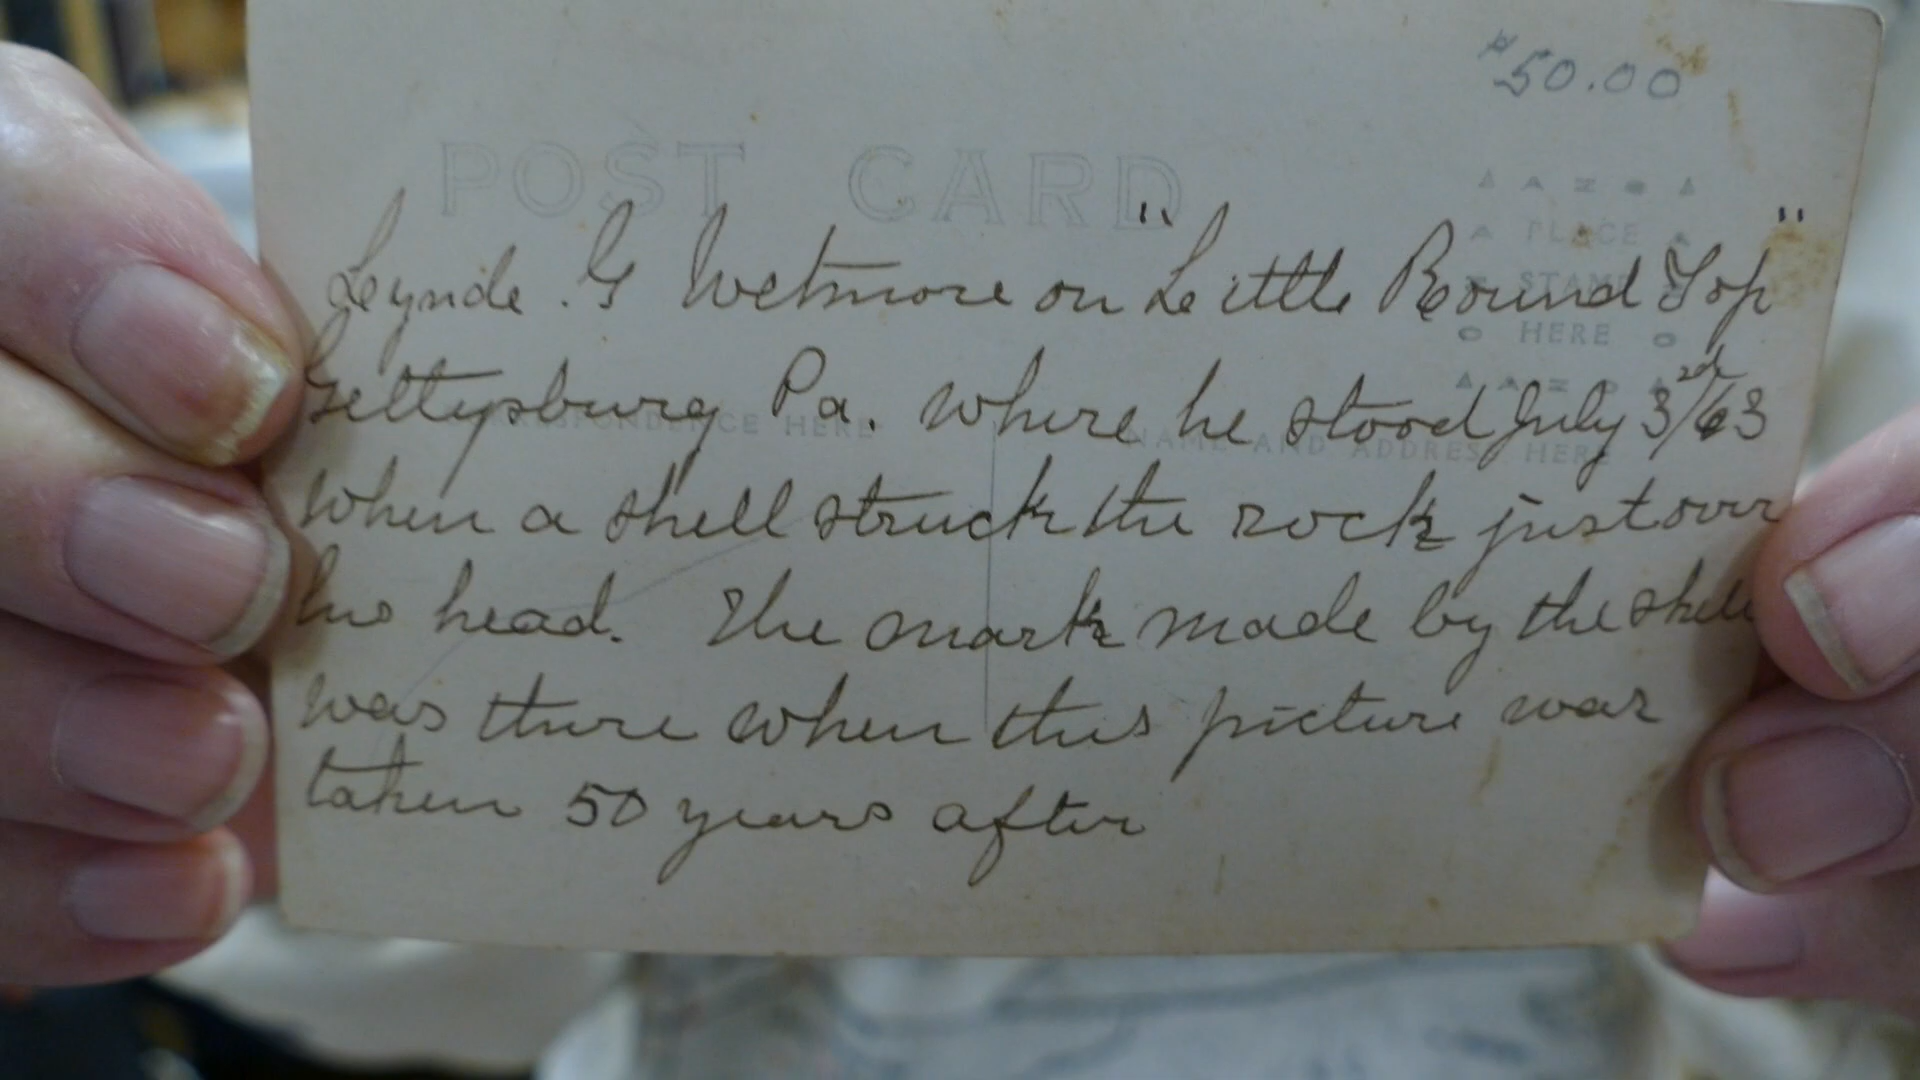 $50.00
POST CARD
AZO
PLACE
STAMP
HERE
AZO
CORRESPONDENCE HERE
NAME AND ADDRESS HERE
Lynde .G Wetmore on "Little Round Top"
Gettysburg Pa. where he stood July 3rd/63
when a shell struck the rock just over
his head. The mark made by the shell
was there when this picture was
taken 50 years after